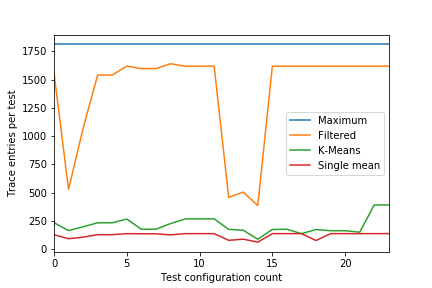 1750
1500
1250
1000
750
500
250
0
Trace entries per test
Maximum
Filtered
K-Means
Single mean
0 5 10 15 20
Test configuration count